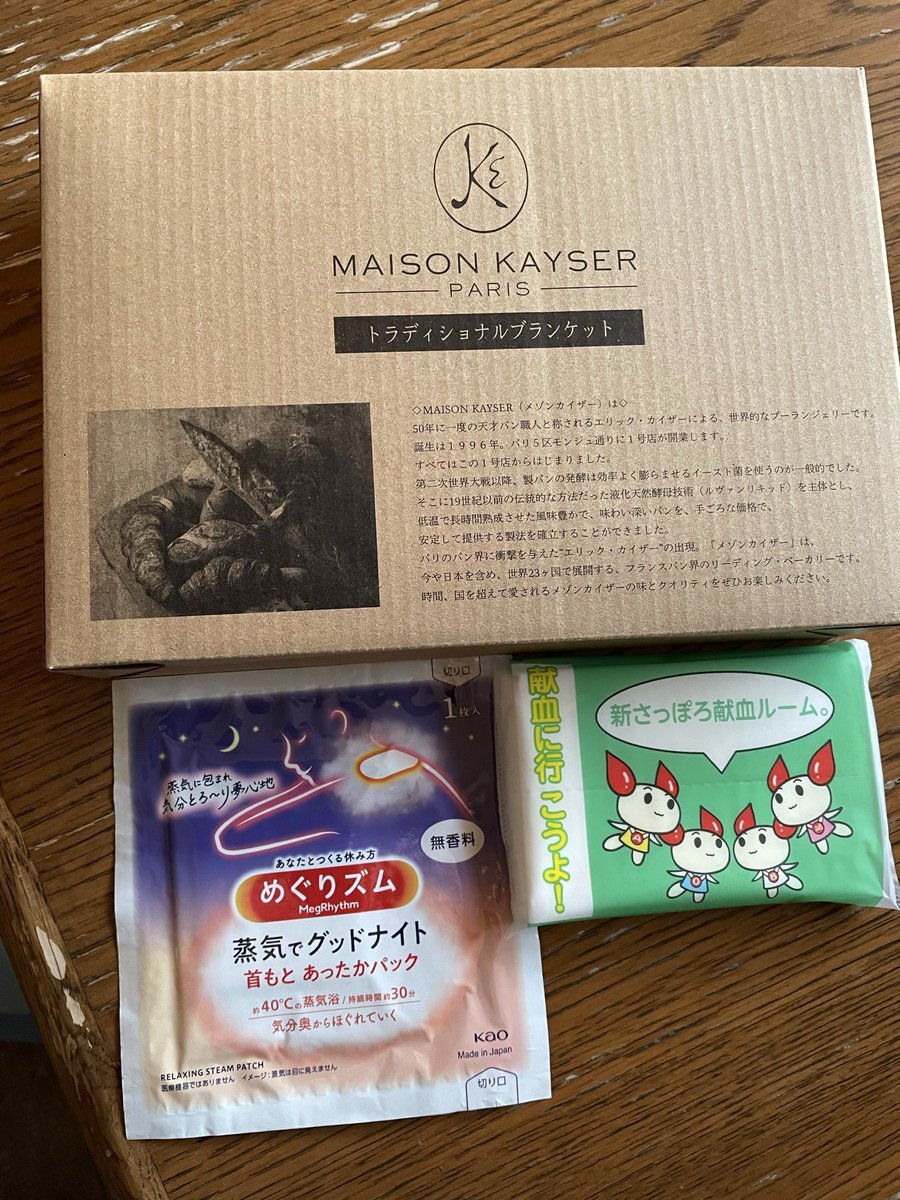 KE
MAISON KAYSER
PARIS
トラディショナルブランケット
◇MAISON KAYSER（メゾンカイザー）は◇
50年に一度の天才パン職人と称されるエリック・カイザーによる、世界的なブーランジェリーです。
誕生は１９９６年。パリ５区モンジュ通りに１号店が開業します。
すべてはこの１号店からはじまりました。
第二次世界大戦以降、製パンの発酵は効率よく膨らませるイースト菌を使うのが一般的でした。
そこに19世紀以前の伝統的な方法だった液化天然酵母技術（ルヴァンリキッド）を主体とし、
低温で長時間熟成させた風味豊かで、味わい深いパンを、手ごろな価格で、
安定して提供する製法を確立することができました。
パリのパン界に衝撃を与えた“エリック・カイザー”の出現。「メゾンカイザー」は、
今や日本を含め、世界23ヶ国で展開する、フランスパン界のリーディング・ベーカリーです。
時間、国を超えて愛されるメゾンカイザーの味とクオリティをぜひお楽しみください。
切り口
1枚入
蒸気に包まれ
気分とろ〜り夢心地
無香料
あなたとつくる休み方
めぐりズム
MegRhythm
蒸気でグッドナイト
首もと あったかパック
約40℃の蒸気浴/持続時間約30分
気分奥からほぐれていく
Kao
Made in Japan
RELAXING STEAM PATCH
医療機器ではありません イメージ:蒸気は目に見えません
切り口
献血に行こうよ！
新さっぽろ献血ルーム。
A
O
B
AB